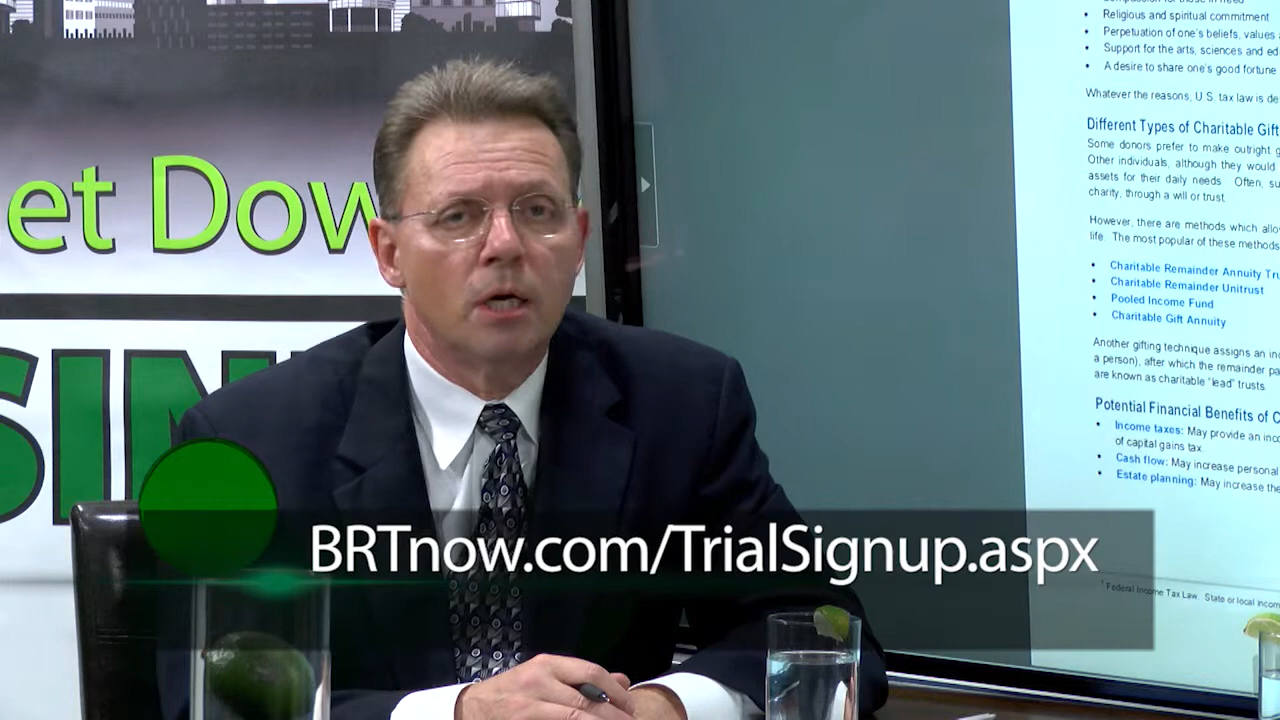 et Dow
SIN
BRTnow.com/TrialSignup.aspx
Religious and spiritual commitment
Perpetuation of one's beliefs, values
Support for the arts, sciences and ed
A desire to share one's good fortune
Whatever the reasons, U.S. tax law is de
Different Types of Charitable Gift
Some donors prefer to make outright g
Other individuals, although they would
assets for their daily needs. Often, su
charity, through a will or trust.
However, there are methods which allo
life. The most popular of these methods
Charitable Remainder Annuity Tru
Charitable Remainder Unitrust
Pooled Income Fund
Charitable Gift Annuity
Another gifting technique assigns an inc
a person), after which the remainder pa
are known as charitable "lead" trusts.
Potential Financial Benefits of C
Income taxes: May provide an inco
of capital gains tax.
Cash flow: May increase personal
Estate planning: May increase the
1 Federal Income Tax Law. State or local incom